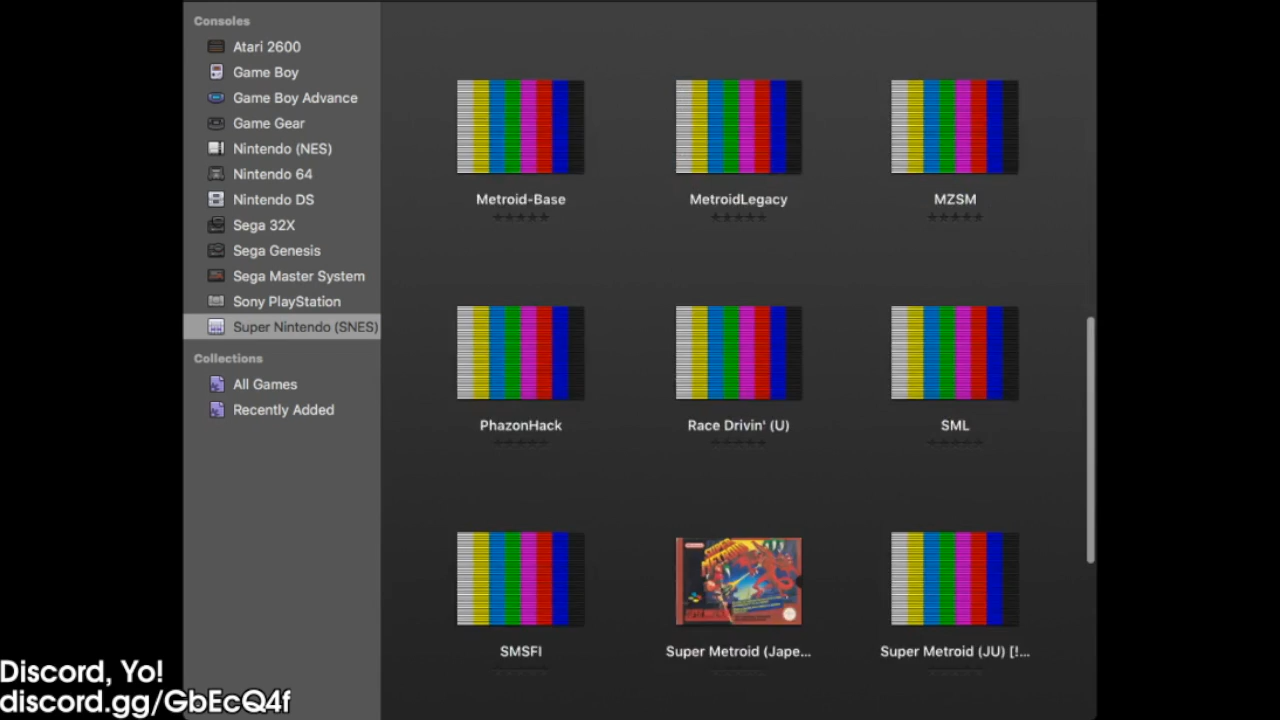 Consoles
Atari 2600
Game Boy
Game Boy Advance
Game Gear
Nintendo (NES)
Nintendo 64
Nintendo DS
Sega 32X
Sega Genesis
Sega Master System
Sony PlayStation
Super Nintendo (SNES)
Collections
All Games
Recently Added
Metroid-Base
MetroidLegacy
MZSM
PhazonHack
Race Drivin' (U)
SML
SUPER METROID
SMSFI
Super Metroid (Jape...
Super Metroid (JU) [!...
Discord, Yo!
discord.gg/GbEcQ4f